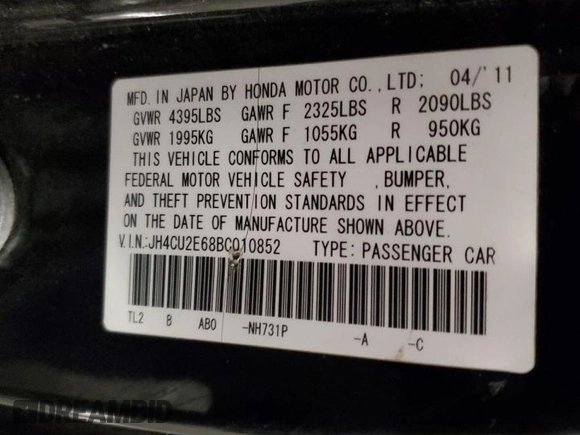 MFD. IN JAPAN BY HONDA MOTOR CO.,LTD; 04/'11
GVWR 4395LBS GAWR F 2325LBS R 2090LBS
GVWR 1995KG GAWR F 1055KG R 950KG
THIS VEHICLE CONFORMS TO ALL APPLICABLE
FEDERAL MOTOR VEHICLE SAFETY ,BUMPER,
AND THEFT PREVENTION STANDARDS IN EFFECT
ON THE DATE OF MANUFACTURE SHOWN ABOVE.
V.I.N.:JH4CU2E68BC010852 TYPE: PASSENGER CAR
TL2 B AB0 -NH731P -A -C
DREAMBID